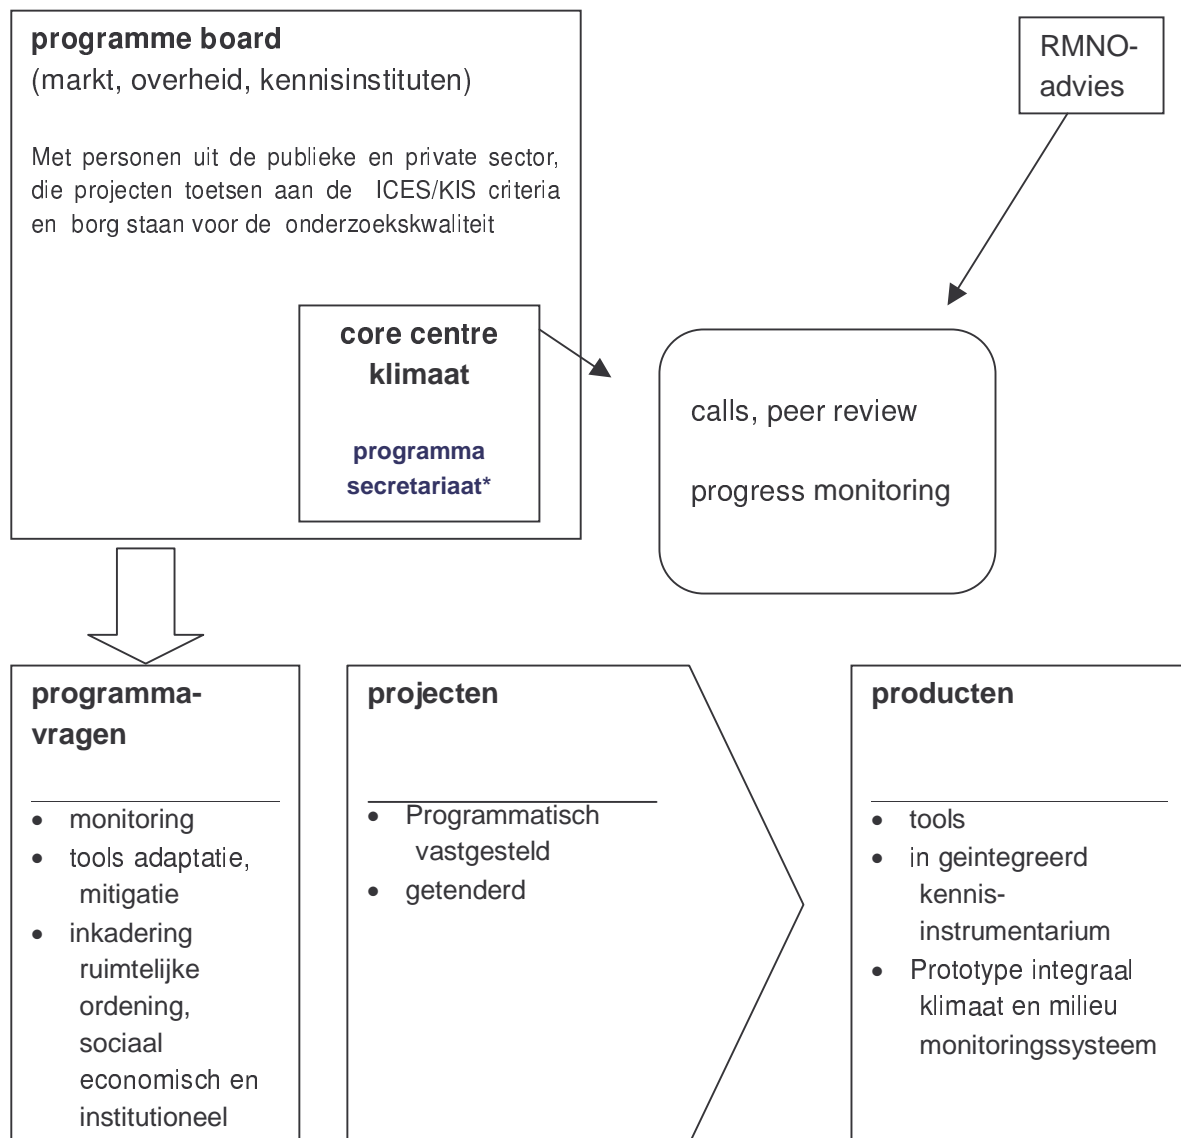 programme board
(markt, overheid, kennisinstituten)
Met personen uit de publieke en private sector,
die projecten toetsen aan de ICES/KIS criteria
en borg staan voor de onderzoekskwaliteit
core centre
klimaat
programma
secretariaat*
RMNO-
advies
calls, peer review
progress monitoring
programma-
vragen
• monitoring
• tools adaptatie,
mitigatie
• inkadering
ruimtelijke
ordening,
sociaal
economisch en
institutioneel
projecten
• Programmatisch
vastgesteld
• getenderd
producten
• tools
• in geintegreerd
kennis-
instrumentarium
• Prototype integraal
klimaat en milieu
monitoringssysteem